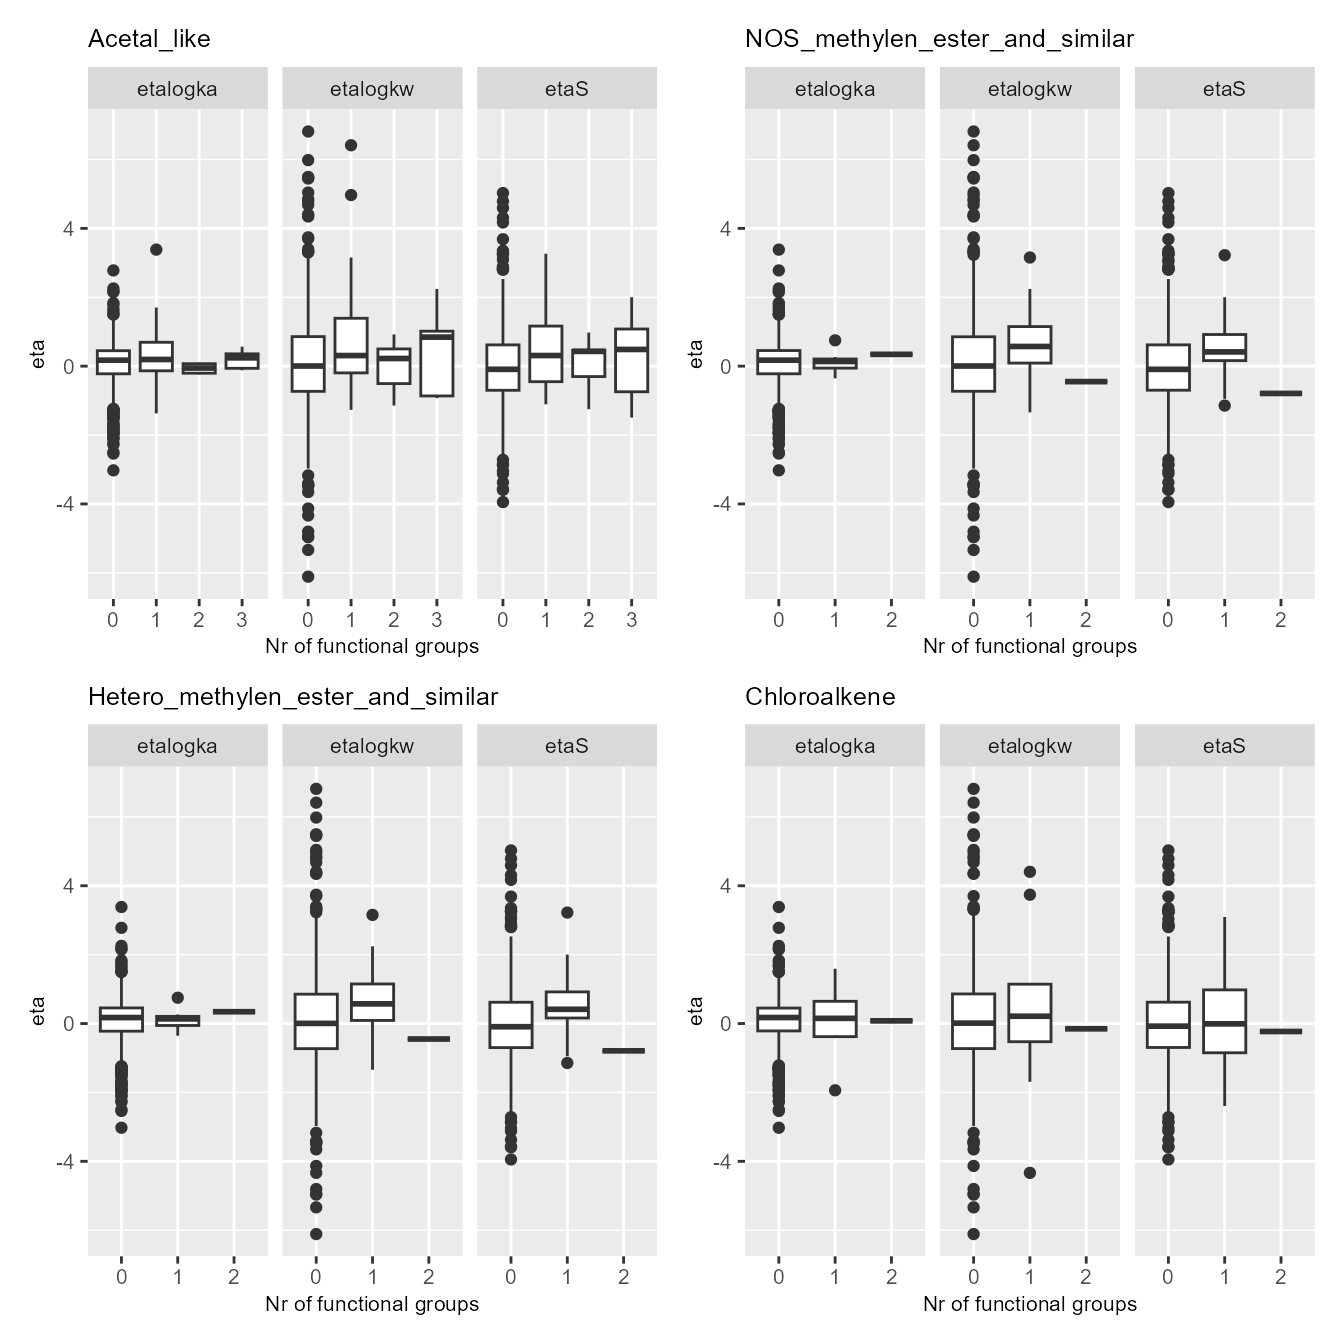 Acetal_like
etalogka etalogkw etaS
eta
4
0
-4
0 1 2 3 0 1 2 3 0 1 2 3
Nr of functional groups
NOS_methylen_ester_and_similar
etalogka etalogkw etaS
eta
4
0
-4
0 1 2 0 1 2 0 1 2
Nr of functional groups
Hetero_methylen_ester_and_similar
etalogka etalogkw etaS
eta
4
0
-4
0 1 2 0 1 2 0 1 2
Nr of functional groups
Chloroalkene
etalogka etalogkw etaS
eta
4
0
-4
0 1 2 0 1 2 0 1 2
Nr of functional groups